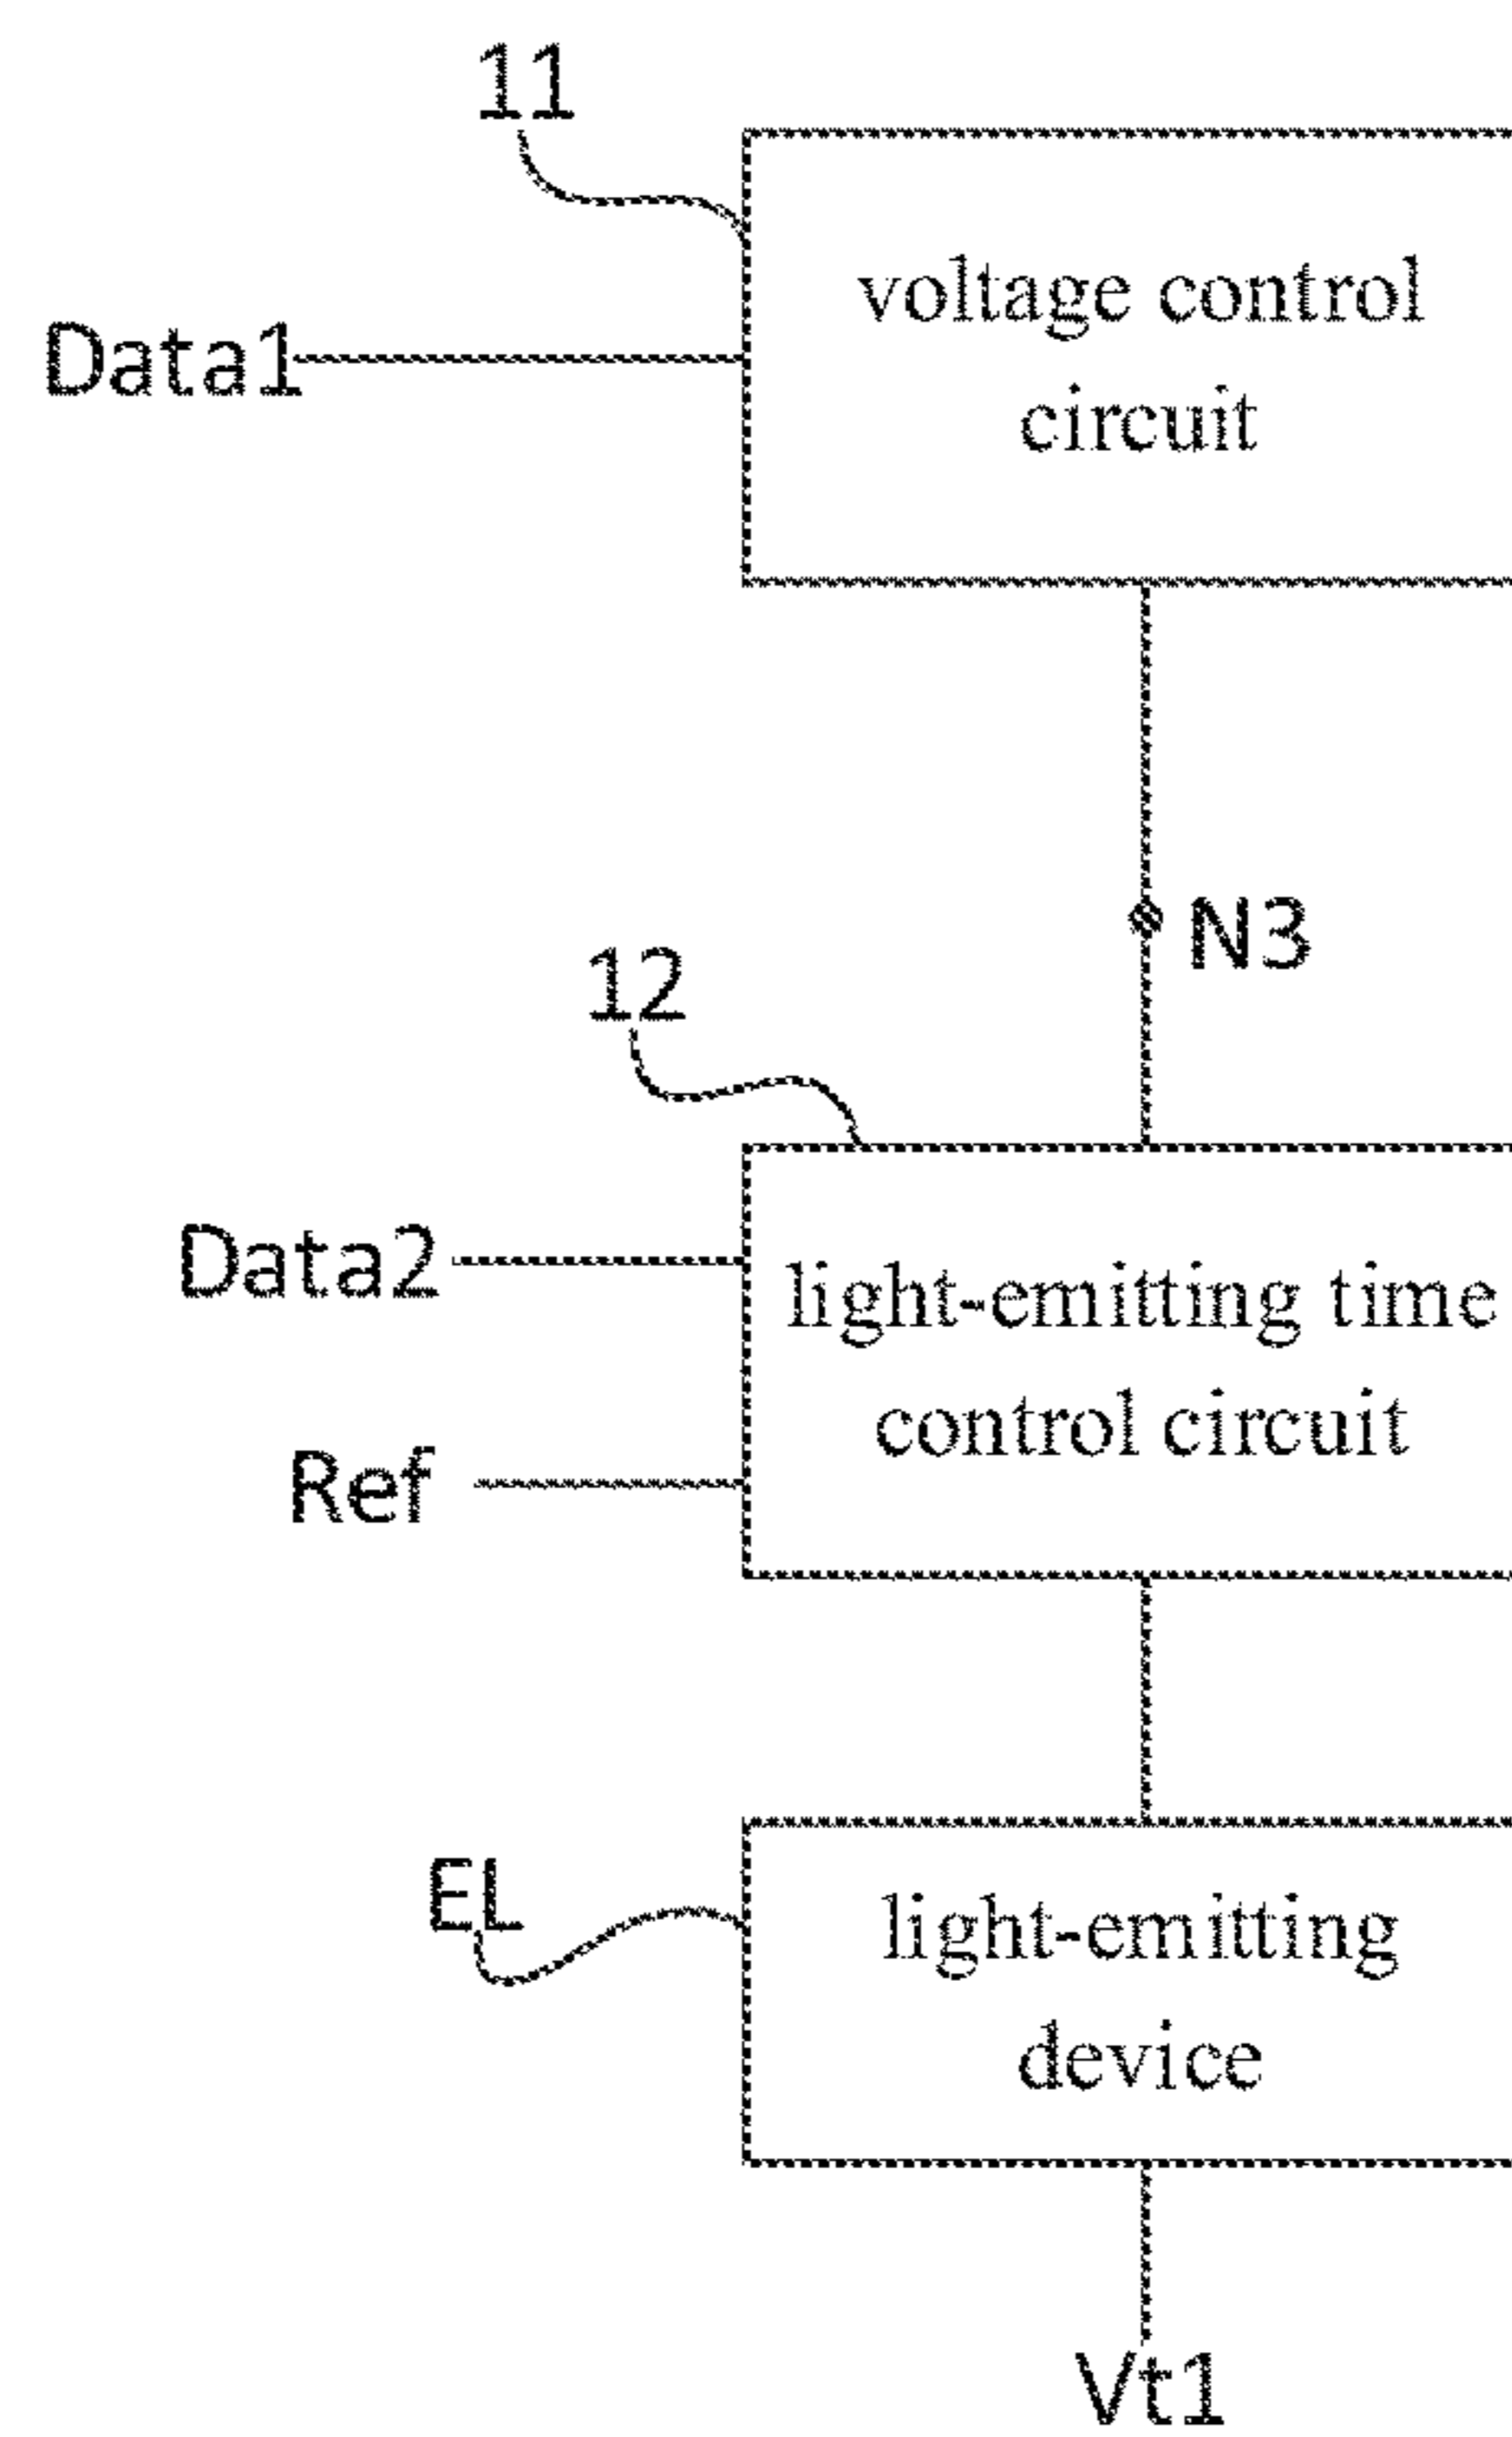 11
voltage control
circuit
Data1
N3
12
Data2
light-emitting time
control circuit
Ref
EL
light-emitting
device
Vt1